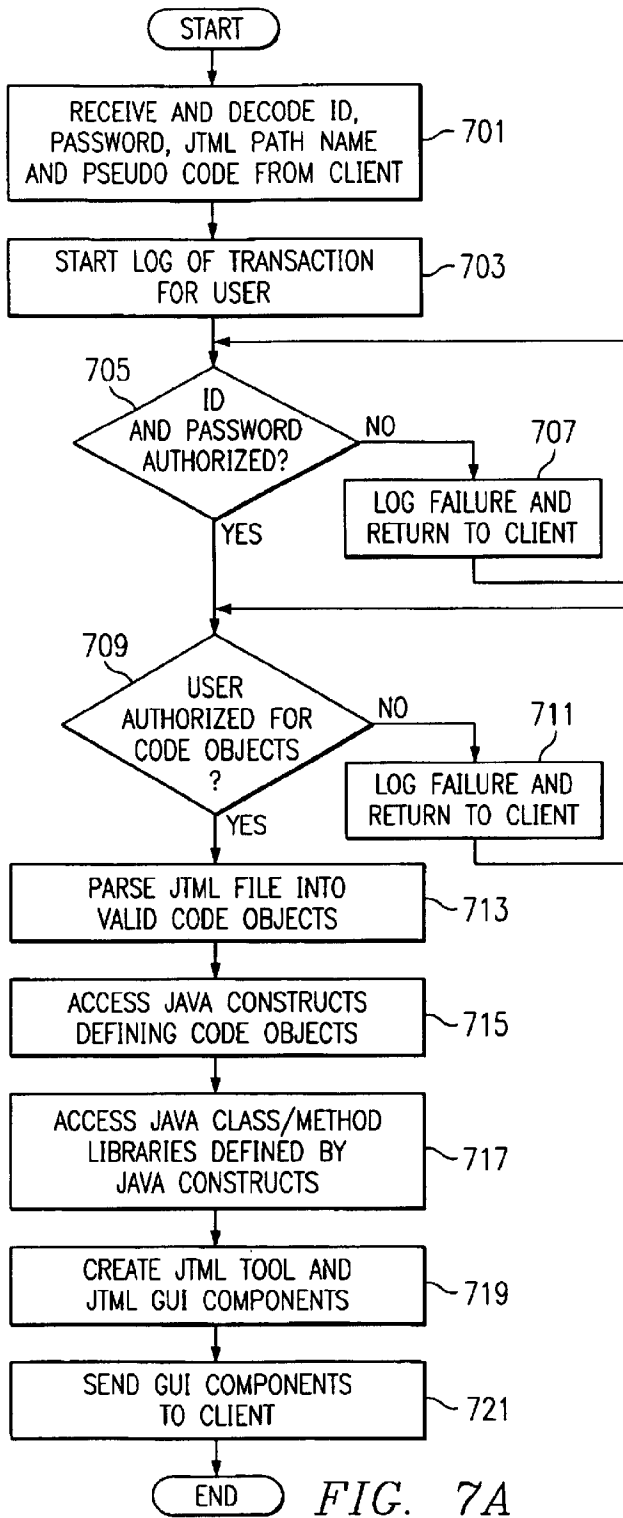 START
RECEIVE AND DECODE ID,
PASSWORD, JTML PATH NAME
AND PSEUDO CODE FROM CLIENT
701
START LOG OF TRANSACTION
FOR USER
703
705
ID
AND PASSWORD
AUTHORIZED?
NO
YES
707
LOG FAILURE AND
RETURN TO CLIENT
709
USER
AUTHORIZED FOR
CODE OBJECTS
?
NO
YES
711
LOG FAILURE AND
RETURN TO CLIENT
PARSE JTML FILE INTO
VALID CODE OBJECTS
713
ACCESS JAVA CONSTRUCTS
DEFINING CODE OBJECTS
715
ACCESS JAVA CLASS/METHOD
LIBRARIES DEFINED BY
JAVA CONSTRUCTS
717
CREATE JTML TOOL AND
JTML GUI COMPONENTS
719
SEND GUI COMPONENTS
TO CLIENT
721
END
FIG. 7A